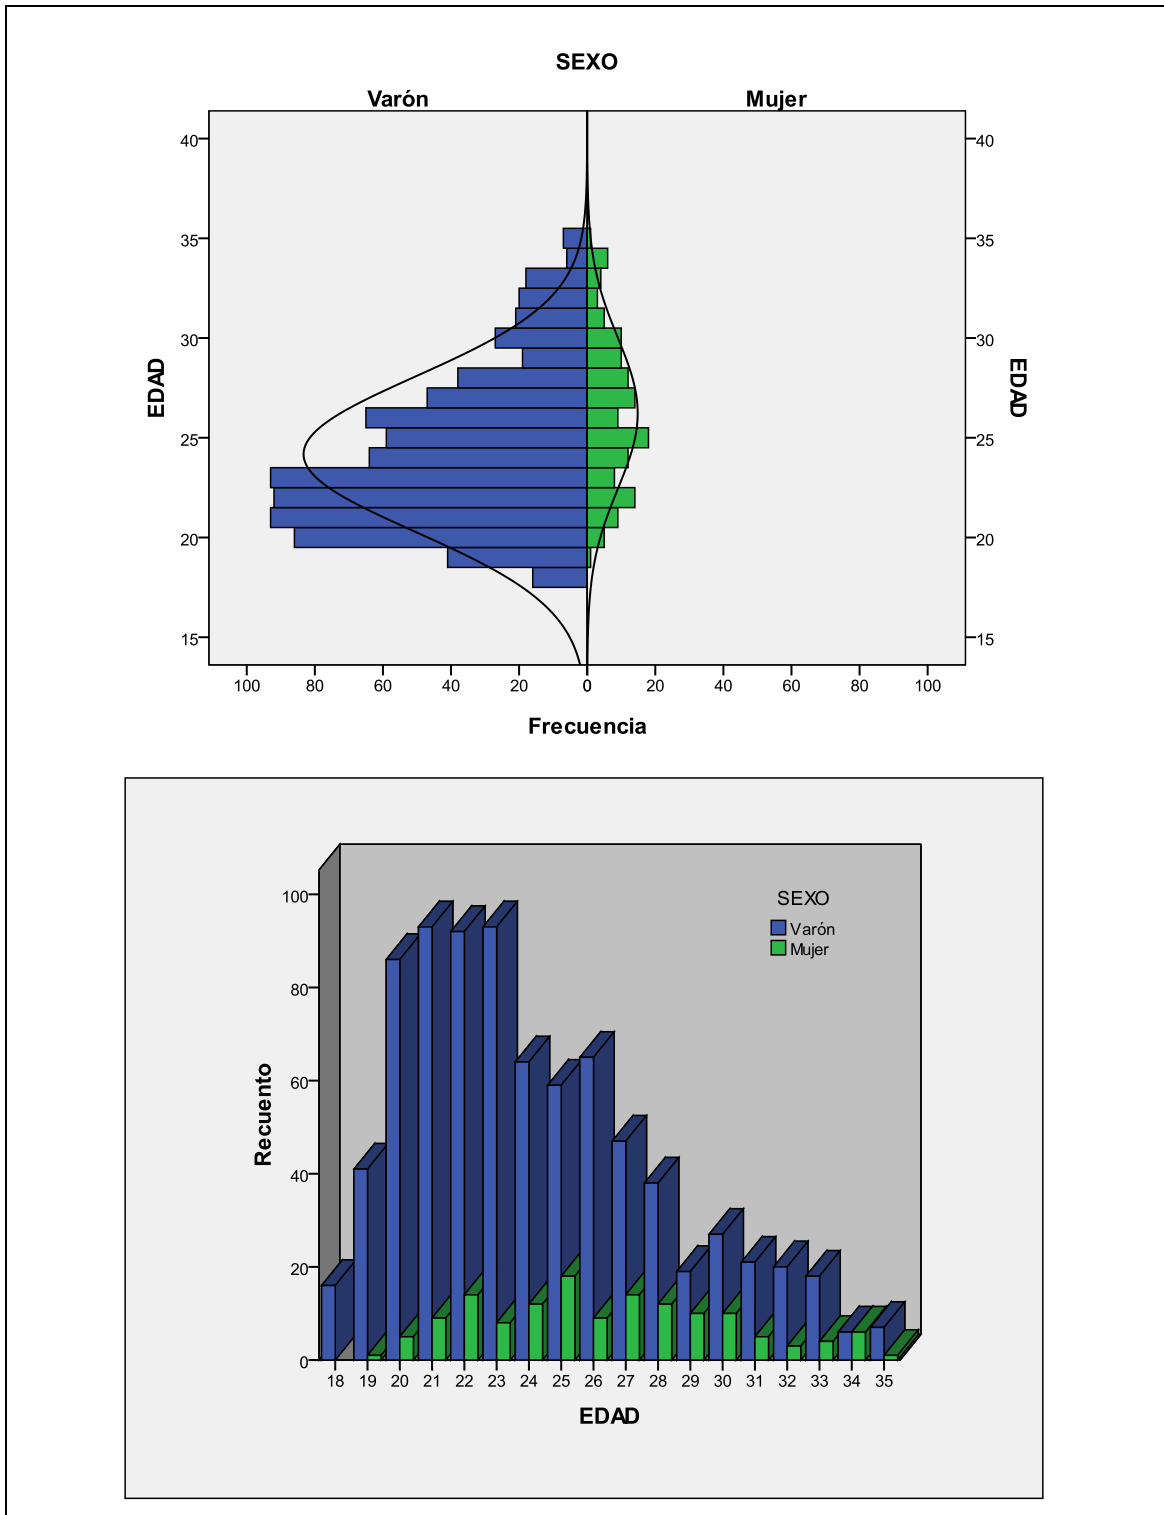 SEXO
Varón Mujer
40 40
35 35
30 30
EDAD EDAD
25 25
20 20
15 15
100 80 60 40 20 0 20 40 60 80 100
Frecuencia
SEXO
Varón
Mujer
100
80
60
40
20
0
Recuento
18 19 20 21 22 23 24 25 26 27 28 29 30 31 32 33 34 35
EDAD